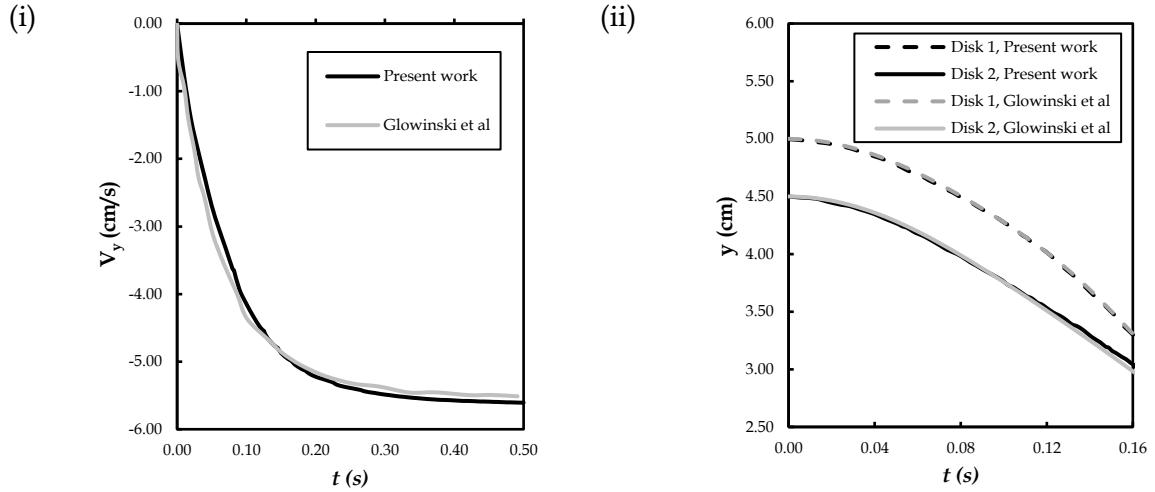 (i)
0.00
-1.00
-2.00
-3.00
-4.00
-5.00
-6.00
V_y (cm/s)
Present work
Glowinski et al
0.00 0.10 0.20 0.30 0.40 0.50
t (s)
(ii)
6.00
5.50
5.00
4.50
4.00
3.50
3.00
2.50
y (cm)
Disk 1, Present work
Disk 2, Present work
Disk 1, Glowinski et al
Disk 2, Glowinski et al
0.00 0.04 0.08 0.12 0.16
t (s)